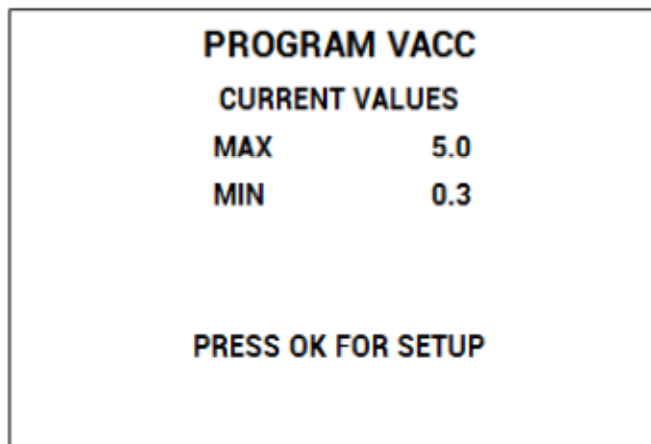 PROGRAM VACC
CURRENT VALUES
MAX 5.0
MIN 0.3
PRESS OK FOR SETUP